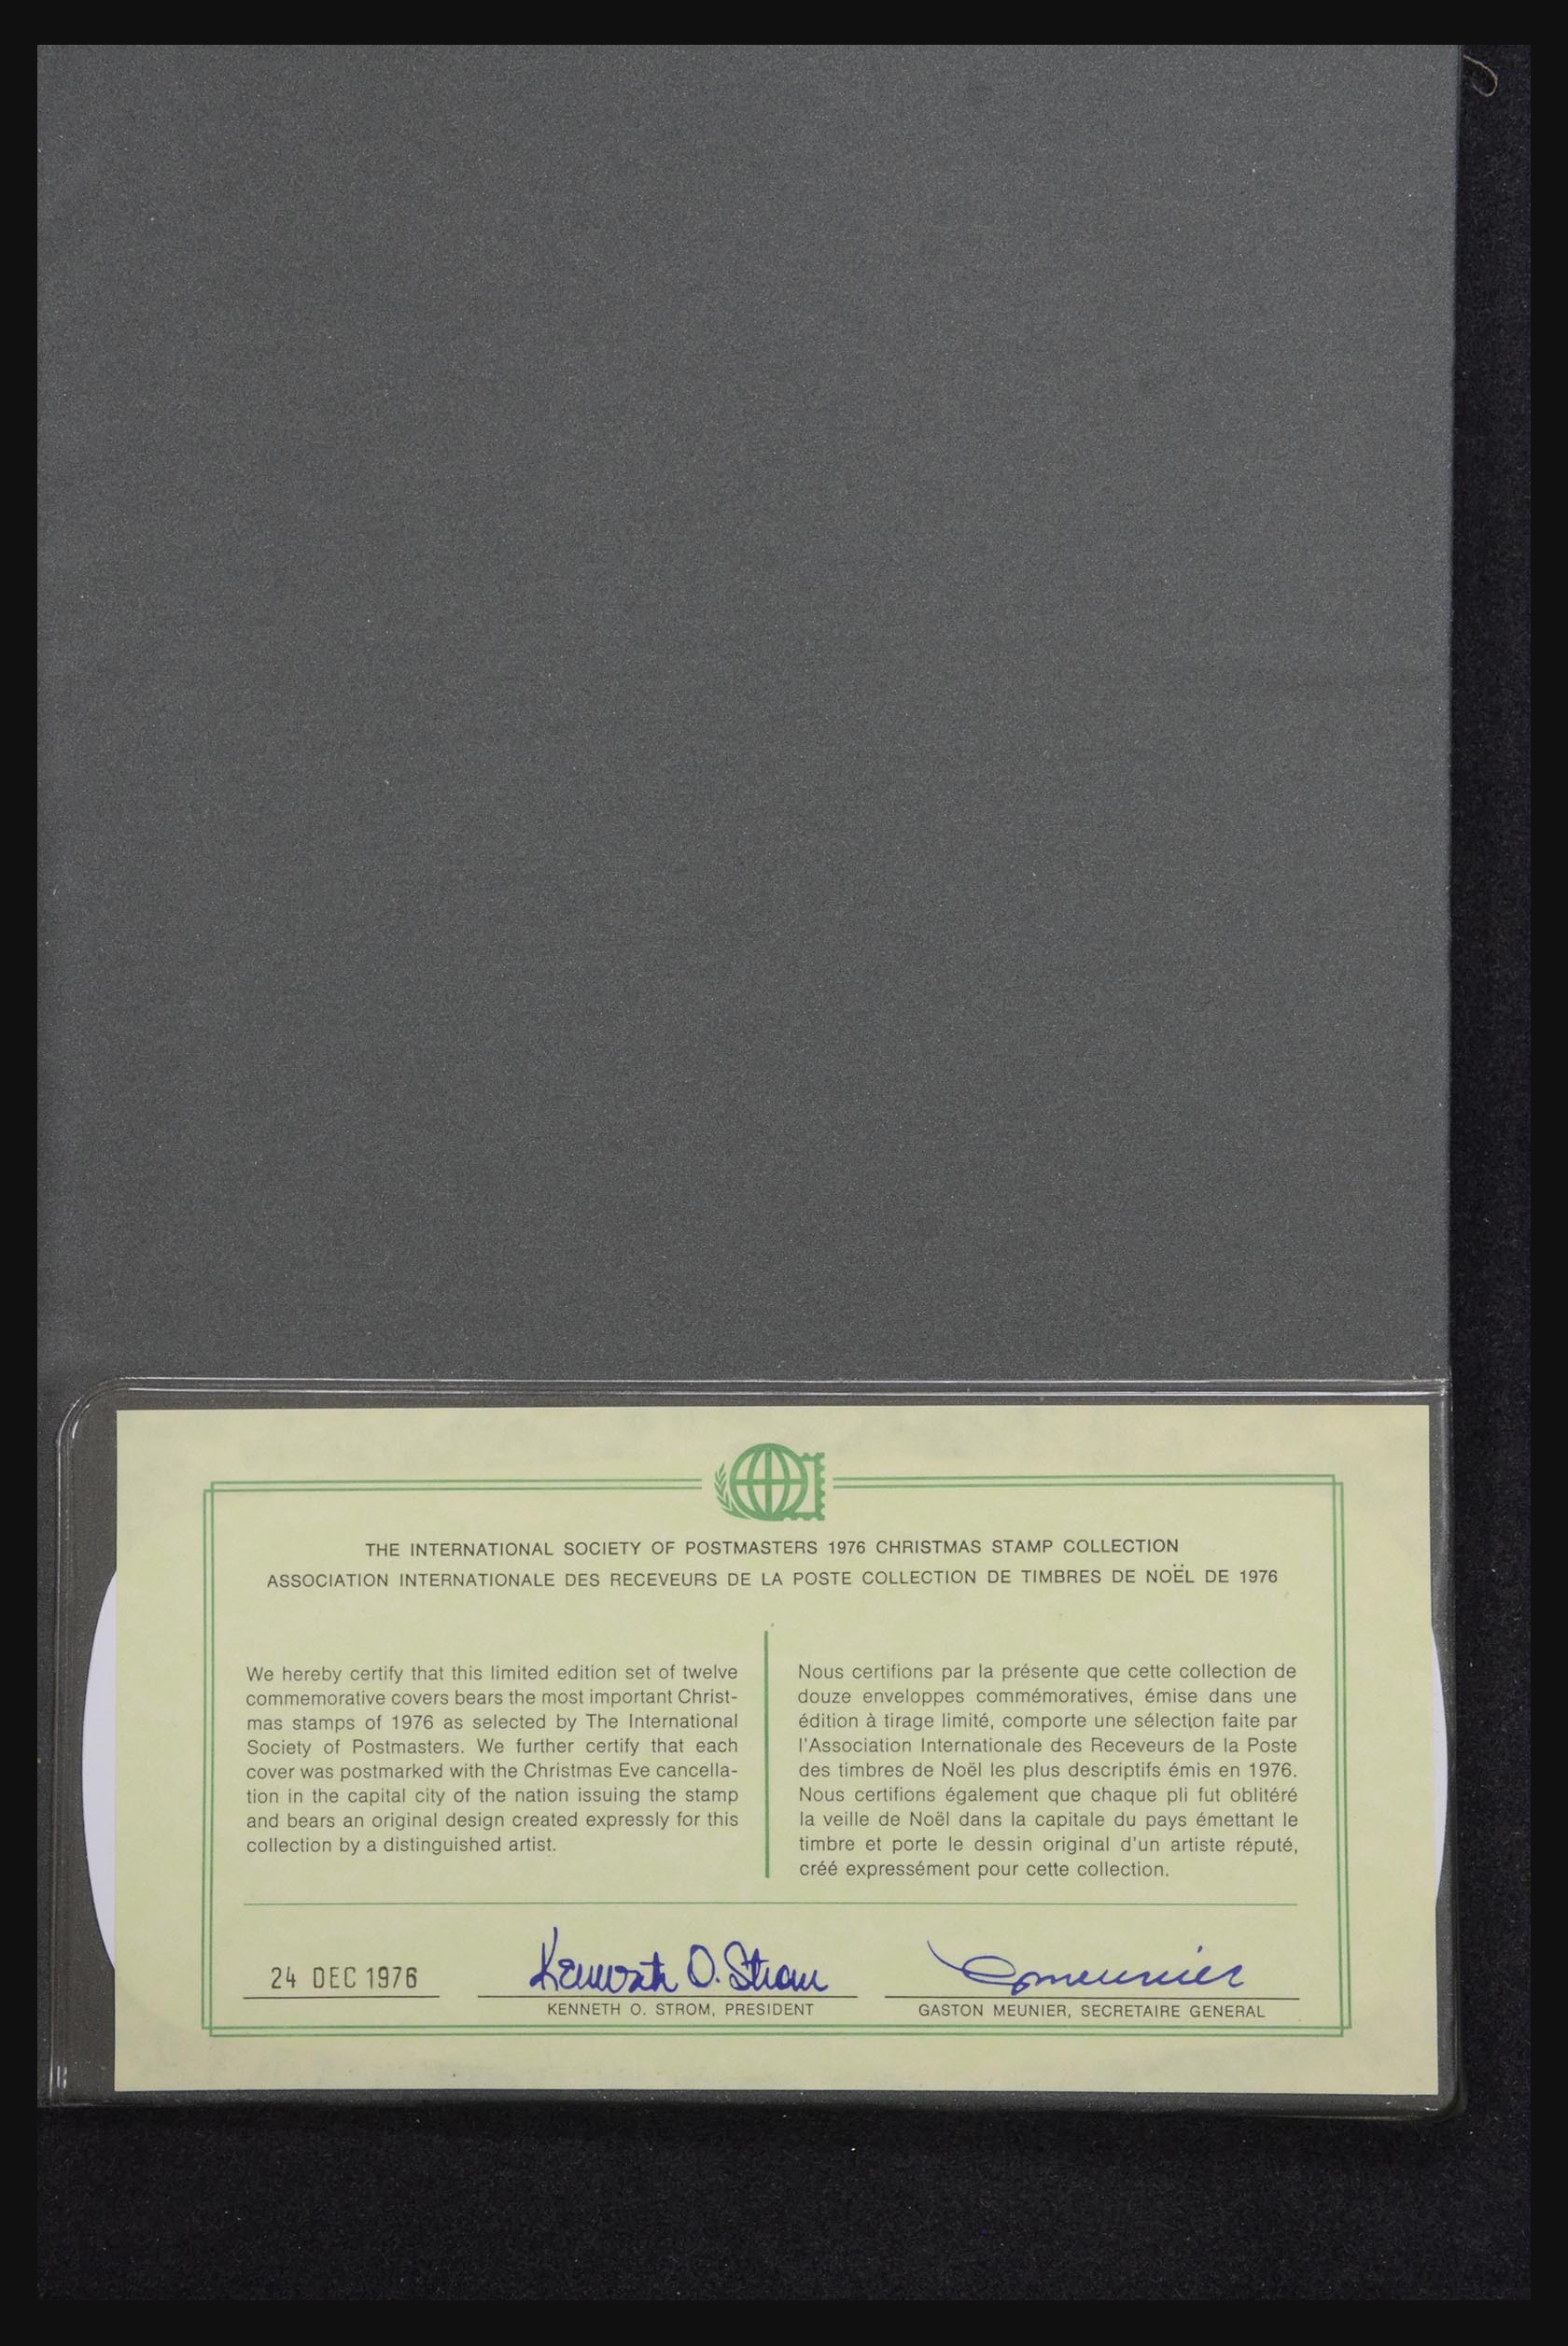 THE INTERNATIONAL SOCIETY OF POSTMASTERS 1976 CHRISTMAS STAMP COLLECTION
ASSOCIATION INTERNATIONALE DES RECEVEURS DE LA POSTE COLLECTION DE TIMBRES DE NOËL DE 1976
We hereby certify that this limited edition set of twelve
commemorative covers bears the most important Christ-
mas stamps of 1976 as selected by The International
Society of Postmasters. We further certify that each
cover was postmarked with the Christmas Eve cancella-
tion in the capital city of the nation issuing the stamp
and bears an original design created expressly for this
collection by a distinguished artist.
Nous certifions par la présente que cette collection de
douze enveloppes commémoratives, émise dans une
édition à tirage limité, comporte une sélection faite par
l'Association Internationale des Receveurs de la Poste
des timbres de Noël les plus descriptifs émis en 1976.
Nous certifions également que chaque pli fut oblitéré
la veille de Noël dans la capitale du pays émettant le
timbre et porte le dessin original d'un artiste réputé,
créé expressément pour cette collection.
24 DEC 1976
Kenneth O. Strom
KENNETH O. STROM, PRESIDENT
GMeunier
GASTON MEUNIER, SECRETAIRE GENERAL